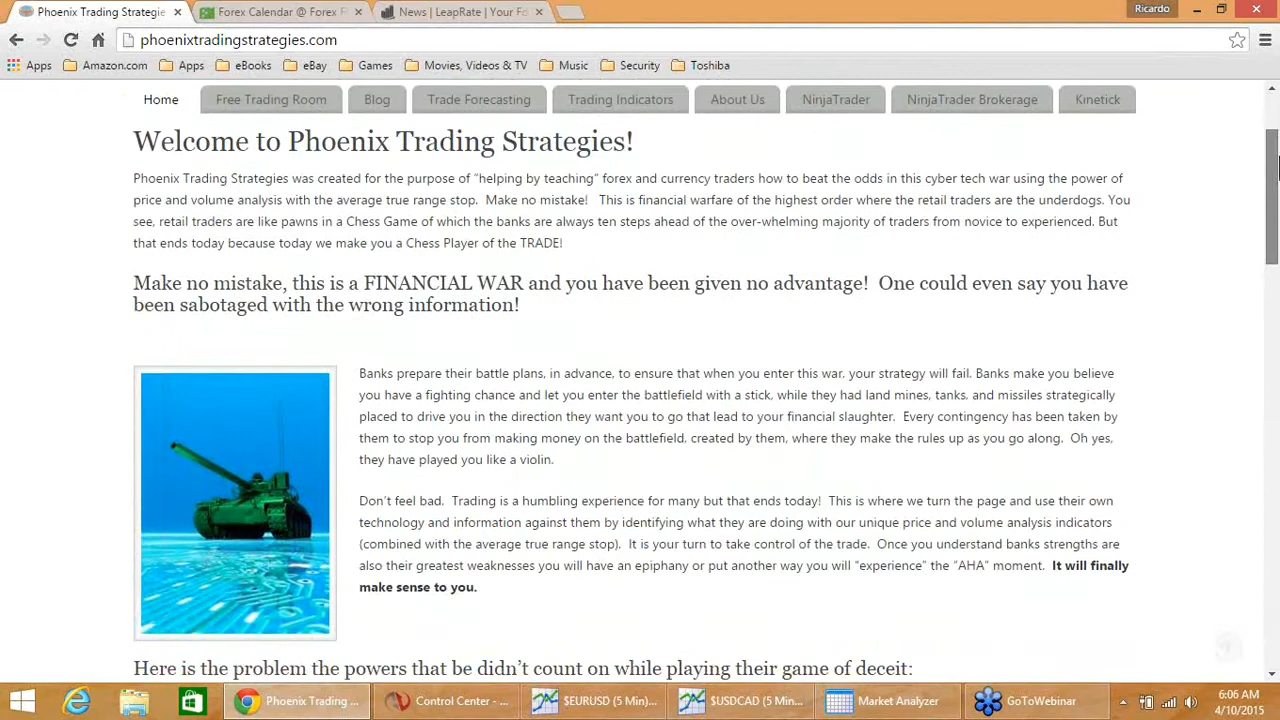 Phoenix Trading Strategie
Forex Calendar @ Forex F
News | LeapRate | Your Fo
Ricardo
phoenixtradingstrategies.com
Apps Amazon.com Apps eBooks eBay Games Movies, Videos & TV Music Security Toshiba
Home Free Trading Room Blog Trade Forecasting Trading Indicators About Us NinjaTrader NinjaTrader Brokerage Kinetick
Welcome to Phoenix Trading Strategies!
Phoenix Trading Strategies was created for the purpose of "helping by teaching" forex and currency traders how to beat the odds in this cyber tech war using the power of
price and volume analysis with the average true range stop. Make no mistake! This is financial warfare of the highest order where the retail traders are the underdogs. You
see, retail traders are like pawns in a Chess Game of which the banks are always ten steps ahead of the over-whelming majority of traders from novice to experienced. But
that ends today because today we make you a Chess Player of the TRADE!
Make no mistake, this is a FINANCIAL WAR and you have been given no advantage! One could even say you have
been sabotaged with the wrong information!
Banks prepare their battle plans, in advance, to ensure that when you enter this war, your strategy will fail. Banks make you believe
you have a fighting chance and let you enter the battlefield with a stick, while they had land mines, tanks, and missiles strategically
placed to drive you in the direction they want you to go that lead to your financial slaughter. Every contingency has been taken by
them to stop you from making money on the battlefield, created by them, where they make the rules up as you go along. Oh yes,
they have played you like a violin.
Don't feel bad. Trading is a humbling experience for many but that ends today! This is where we turn the page and use their own
technology and information against them by identifying what they are doing with our unique price and volume analysis indicators
(combined with the average true range stop). It is your turn to take control of the trade. Once you understand banks strengths are
also their greatest weaknesses you will have an epiphany or put another way you will "experience" the "AHA" moment. It will finally
make sense to you.
Here is the problem the powers that be didn't count on while playing their game of deceit:
Phoenix Trading ...
Control Center - ...
$EURUSD (5 Min)...
$USDCAD (5 Min...
Market Analyzer
GoToWebinar
6:06 AM
4/10/2015